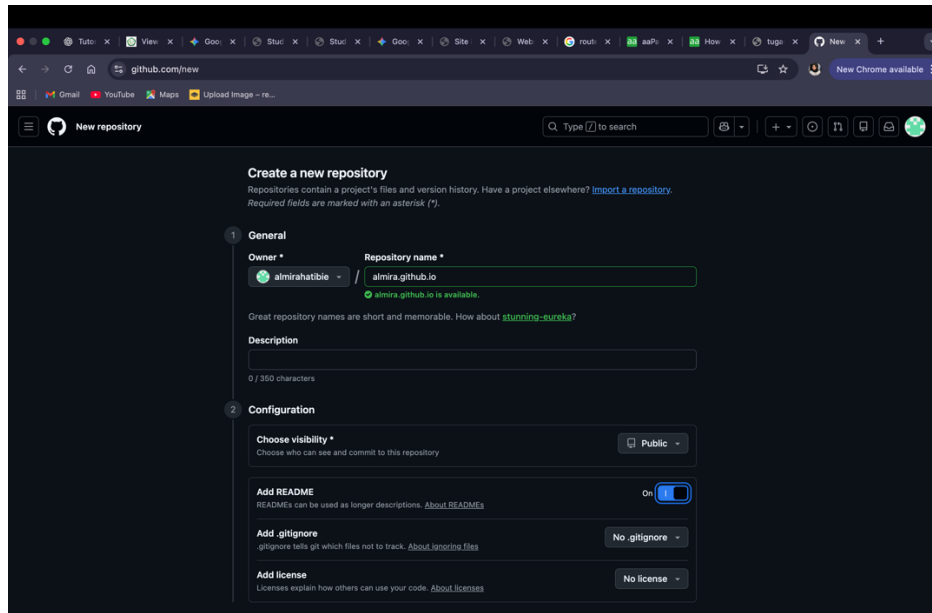 Tuto
View
Goo
Stud
Stud
Goo
Site
Web
rout
aaPa
How
tuga
New
github.com/new
New Chrome available
Gmail
YouTube
Maps
Upload Image – re...
New repository
Type / to search
Create a new repository
Repositories contain a project's files and version history. Have a project elsewhere? Import a repository.
Required fields are marked with an asterisk (*).
1 General
Owner *
Repository name *
almirahatibie / almira.github.io
almira.github.io is available.
Great repository names are short and memorable. How about stunning-eureka?
Description
0 / 350 characters
2 Configuration
Choose visibility *
Choose who can see and commit to this repository
Public
Add README
READMEs can be used as longer descriptions. About READMEs
On
Add .gitignore
.gitignore tells git which files not to track. About ignoring files
No .gitignore
Add license
Licenses explain how others can use your code. About licenses
No license